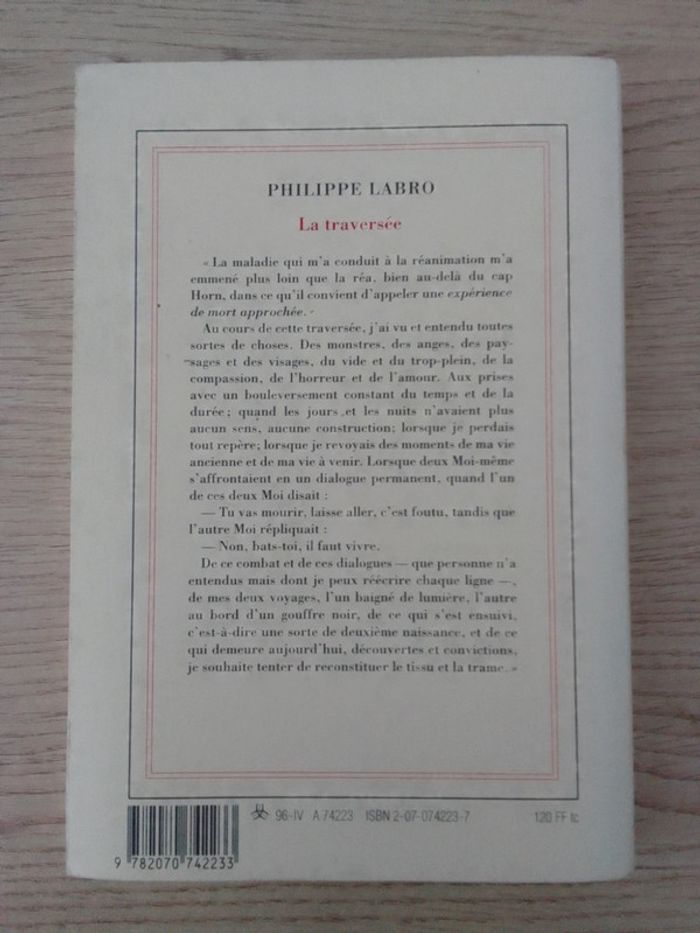 PHILIPPE LABRO
La traversée
« La maladie qui m'a conduit à la réanimation m'a
emmené plus loin que la réa, bien au-delà du cap
Horn, dans ce qu'il convient d'appeler une expérience
de mort approchée. »
Au cours de cette traversée, j'ai vu et entendu toutes
sortes de choses. Des monstres, des anges, des pay-
sages et des visages, du vide et du trop-plein, de la
compassion, de l'horreur et de l'amour. Aux prises
avec un bouleversement constant du temps et de la
durée ; quand les jours et les nuits n'avaient plus
aucun sens, aucune construction ; lorsque je perdais
tout repère ; lorsque je revoyais des moments de ma vie
ancienne et de ma vie à venir. Lorsque deux Moi-même
s'affrontaient en un dialogue permanent, quand l'un
de ces deux Moi disait :
— Tu vas mourir, laisse aller, c'est foutu, tandis que
l'autre Moi répliquait :
— Non, bats-toi, il faut vivre.
De ce combat et de ces dialogues — que personne n'a
entendus mais dont je peux réécrire chaque ligne —,
de mes deux voyages, l'un baigné de lumière, l'autre
au bord d'un gouffre noir, de ce qui s'est ensuivi,
c'est-à-dire une sorte de deuxième naissance, et de ce
qui demeure aujourd'hui, découvertes et convictions,
je souhaite tenter de reconstituer le tissu et la trame. »
96-IV A 74223 ISBN 2-07-074223-7 120 FF tc
9 782070 742233